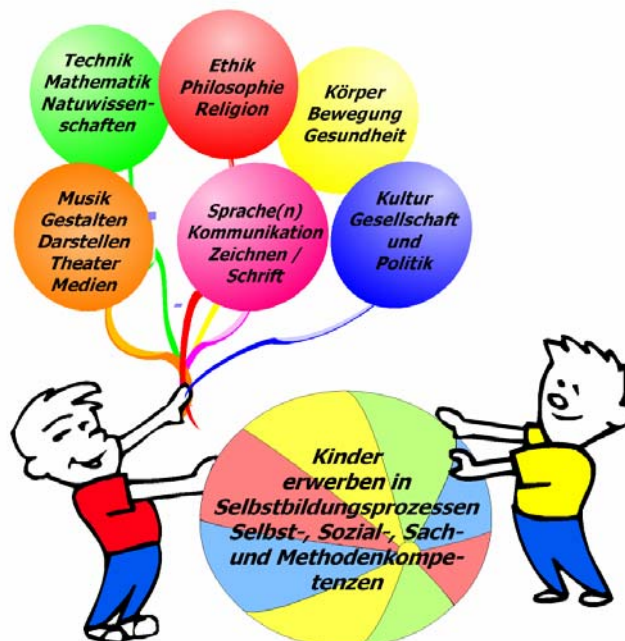 Technik
Mathematik
Natuwissen-
schaften
Ethik
Philosophie
Religion
Körper
Bewegung
Gesundheit
Musik
Gestalten
Darstellen
Theater
Medien
Sprache(n)
Kommunikation
Zeichnen /
Schrift
Kultur
Gesellschaft
und
Politik
Kinder
erwerben in
Selbstbildungsprozessen
Selbst-, Sozial-, Sach-
und Methodenkompe-
tenzen